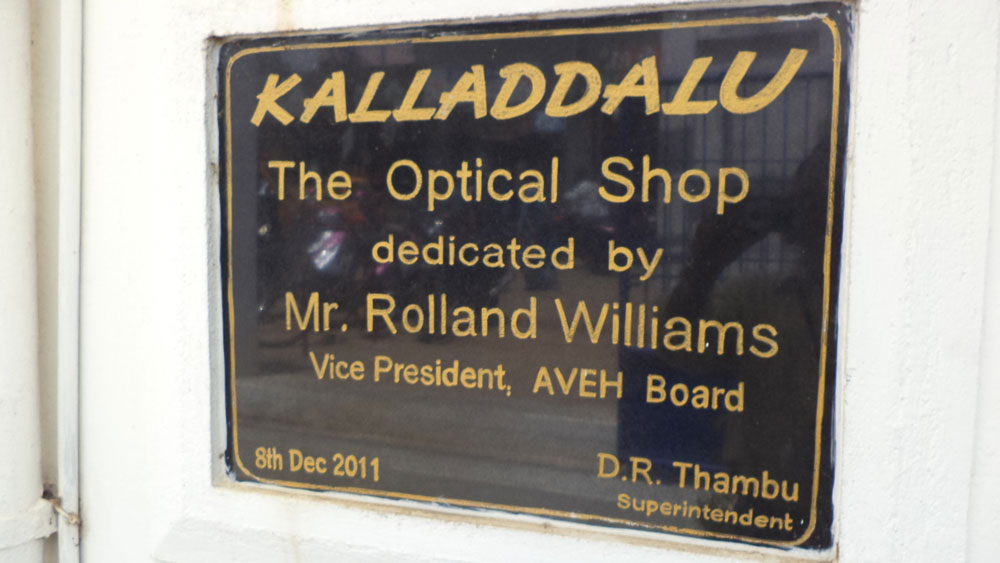 KALLADDALU
The Optical Shop
dedicated by
Mr. Rolland Williams
Vice President, AVEH Board
8th Dec 2011
D.R. Thambu
Superintendent